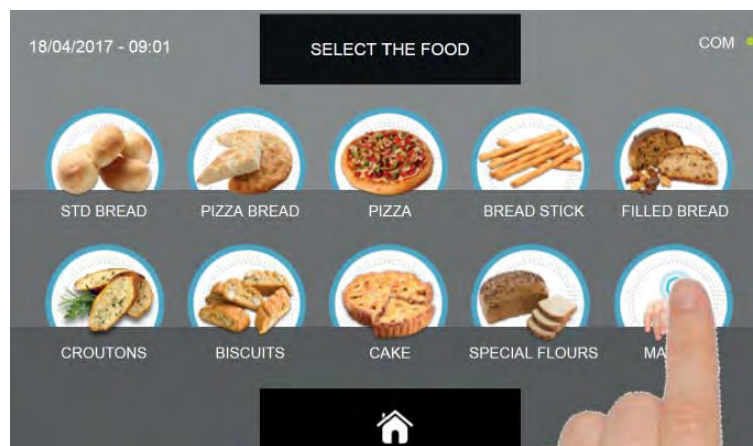 18/04/2017 - 09:01
SELECT THE FOOD
COM
STD BREAD
PIZZA BREAD
PIZZA
BREAD STICK
FILLED BREAD
CROUTONS
BISCUITS
CAKE
SPECIAL FLOURS